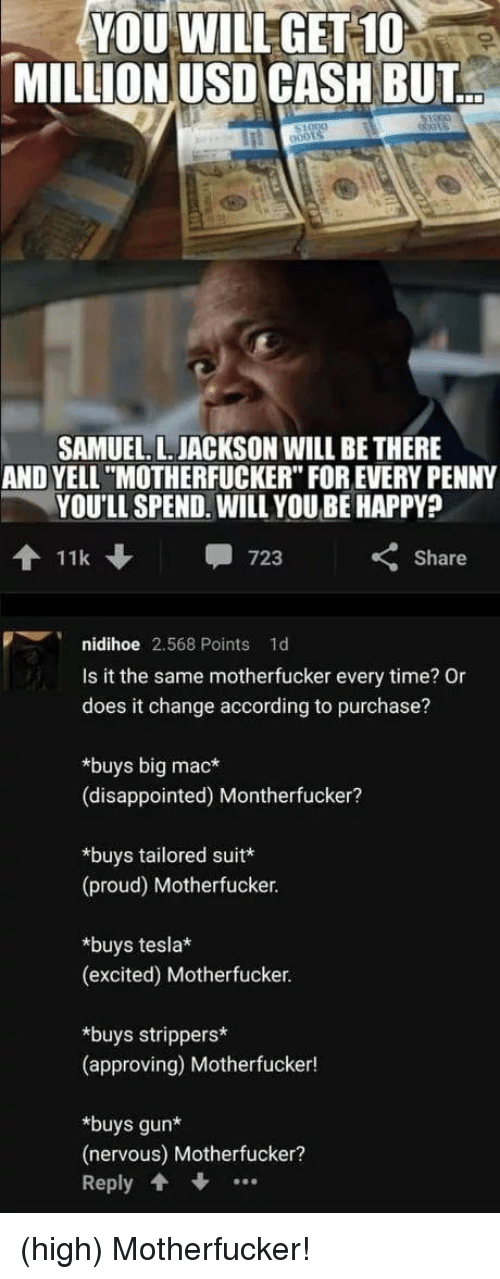 YOU WILL GET 10
MILLION USD CASH BUT...
$1000
$1000
SAMUEL. L. JACKSON WILL BE THERE
AND YELL "MOTHERFUCKER" FOR EVERY PENNY
YOU'LL SPEND. WILL YOU BE HAPPY?
11k 723 Share
nidihoe 2.568 Points 1d
Is it the same motherfucker every time? Or
does it change according to purchase?
*buys big mac*
(disappointed) Montherfucker?
*buys tailored suit*
(proud) Motherfucker.
*buys tesla*
(excited) Motherfucker.
*buys strippers*
(approving) Motherfucker!
*buys gun*
(nervous) Motherfucker?
Reply ...
(high) Motherfucker!